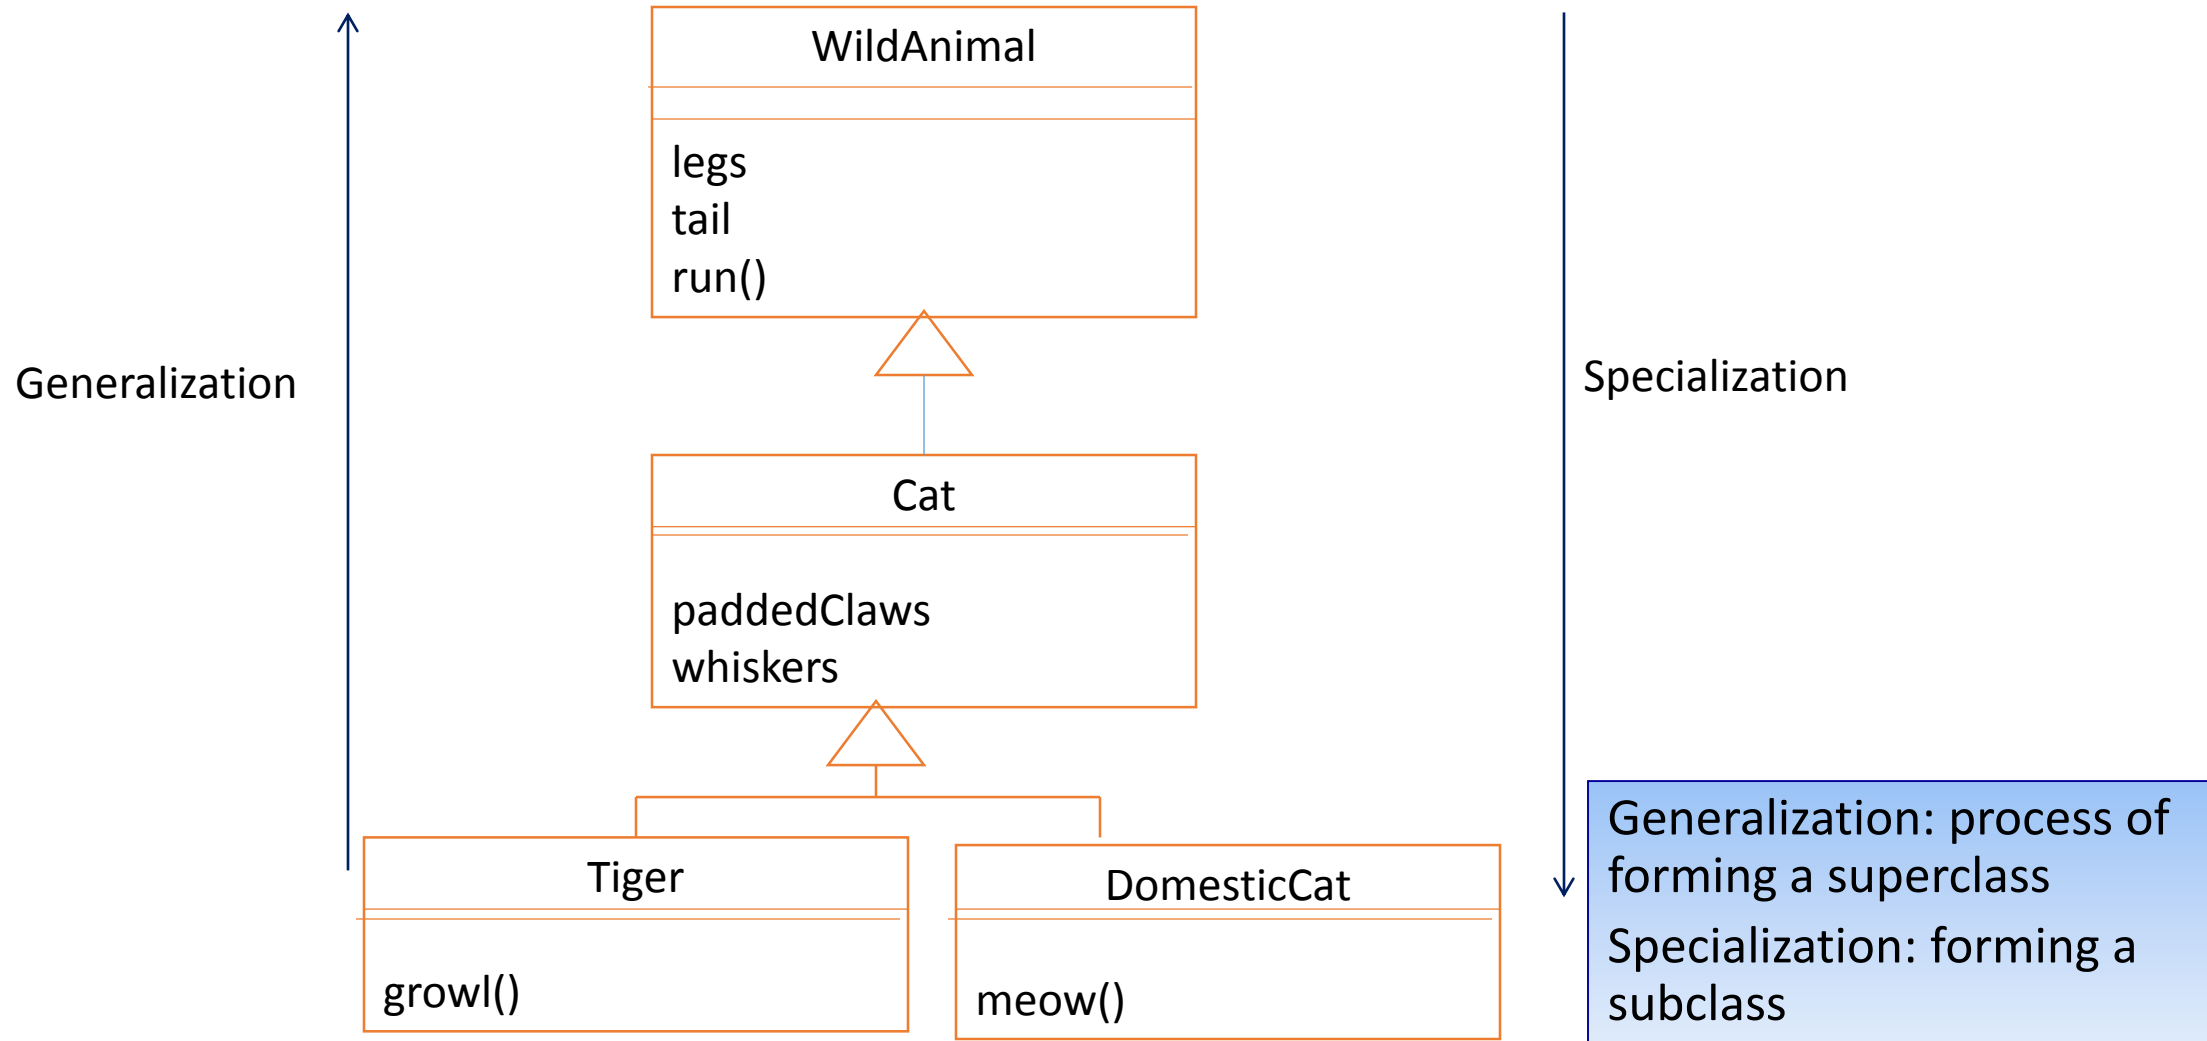 WildAnimal
legs
tail
run()
Generalization
Specialization
Cat
paddedClaws
whiskers
Tiger
growl()
DomesticCat
meow()
Generalization: process of
forming a superclass
Specialization: forming a
subclass